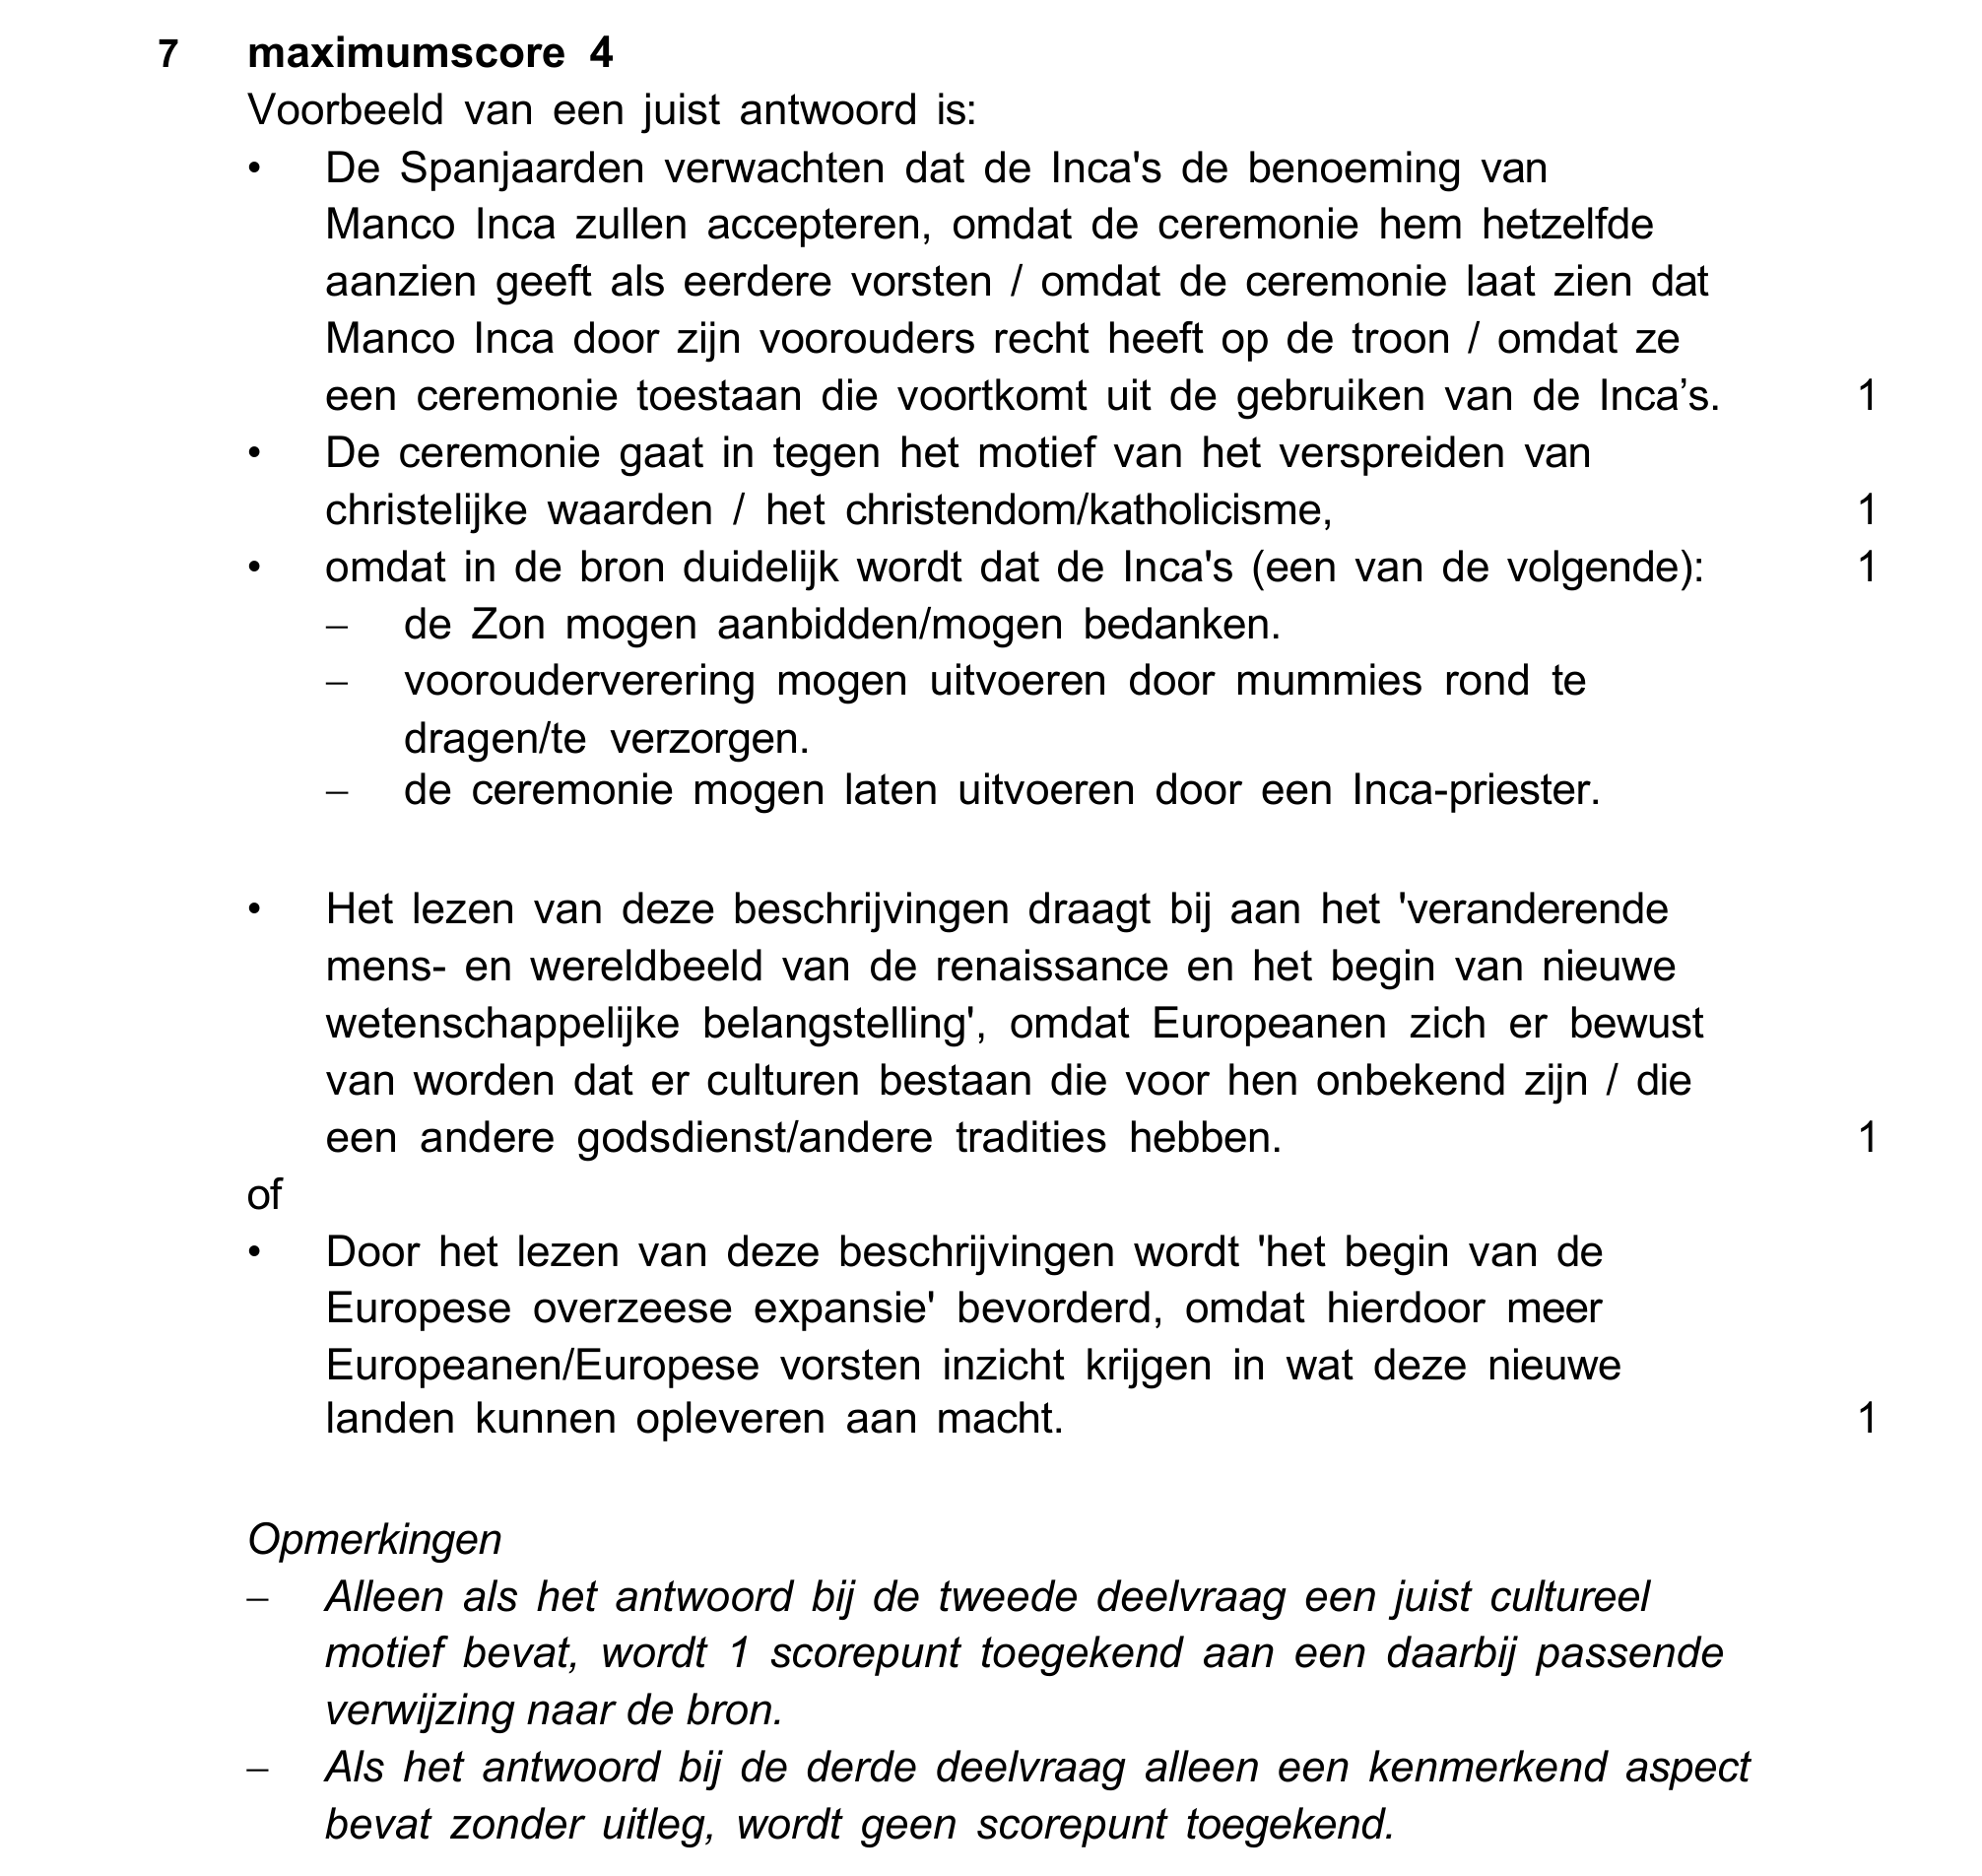 7 maximumscore 4
Voorbeeld van een juist antwoord is:
• De Spanjaarden verwachten dat de Inca's de benoeming van
Manco Inca zullen accepteren, omdat de ceremonie hem hetzelfde
aanzien geeft als eerdere vorsten / omdat de ceremonie laat zien dat
Manco Inca door zijn voorouders recht heeft op de troon / omdat ze
een ceremonie toestaan die voortkomt uit de gebruiken van de Inca’s. 1
• De ceremonie gaat in tegen het motief van het verspreiden van
christelijke waarden / het christendom/katholicisme, 1
• omdat in de bron duidelijk wordt dat de Inca's (een van de volgende): 1
– de Zon mogen aanbidden/mogen bedanken.
– voorouderverering mogen uitvoeren door mummies rond te
dragen/te verzorgen.
– de ceremonie mogen laten uitvoeren door een Inca-priester.
• Het lezen van deze beschrijvingen draagt bij aan het 'veranderende
mens- en wereldbeeld van de renaissance en het begin van nieuwe
wetenschappelijke belangstelling', omdat Europeanen zich er bewust
van worden dat er culturen bestaan die voor hen onbekend zijn / die
een andere godsdienst/andere tradities hebben. 1
of
• Door het lezen van deze beschrijvingen wordt 'het begin van de
Europese overzeese expansie' bevorderd, omdat hierdoor meer
Europeanen/Europese vorsten inzicht krijgen in wat deze nieuwe
landen kunnen opleveren aan macht. 1
Opmerkingen
– Alleen als het antwoord bij de tweede deelvraag een juist cultureel
motief bevat, wordt 1 scorepunt toegekend aan een daarbij passende
verwijzing naar de bron.
– Als het antwoord bij de derde deelvraag alleen een kenmerkend aspect
bevat zonder uitleg, wordt geen scorepunt toegekend.